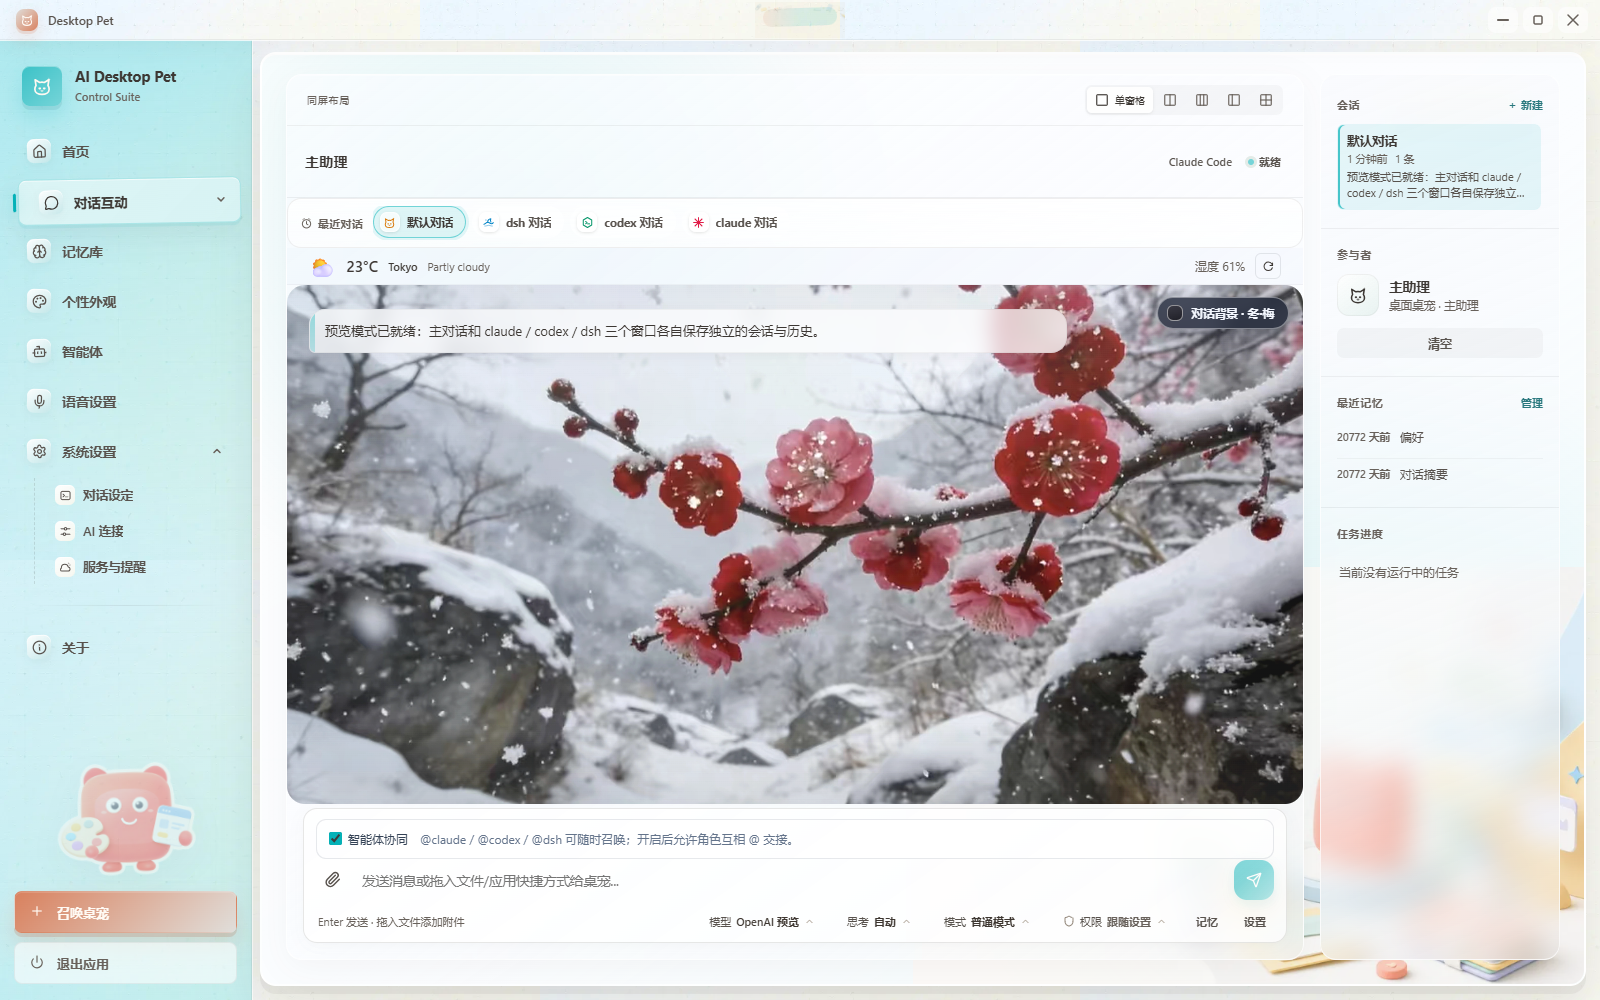 Desktop Pet
AI Desktop Pet
Control Suite
首页
对话互动
记忆库
个性外观
智能体
语音设置
系统设置
对话设定
AI 连接
服务与提醒
关于
+ 召唤桌宠
退出应用
同屏布局
单窗格
主助理
Claude Code
就绪
最近对话
默认对话
dsh 对话
codex 对话
claude 对话
23°C Tokyo Partly cloudy
湿度 61%
预览模式已就绪：主对话和 claude / codex / dsh 三个窗口各自保存独立的会话与历史。
对话背景 · 冬·梅
智能体协同 @claude / @codex / @dsh 可随时召唤；开启后允许角色互相 @ 交接。
发送消息或拖入文件/应用快捷方式给桌宠...
Enter 发送 · 拖入文件添加附件
模型 OpenAI 预览
思考 自动
模式 普通模式
权限 跟随设置
记忆
设置
会话
+ 新建
默认对话
1 分钟前 1 条
预览模式已就绪：主对话和 claude /
codex / dsh 三个窗口各自保存独立...
参与者
主助理
桌面桌宠 · 主助理
清空
最近记忆
管理
20772 天前 偏好
20772 天前 对话摘要
任务进度
当前没有运行中的任务